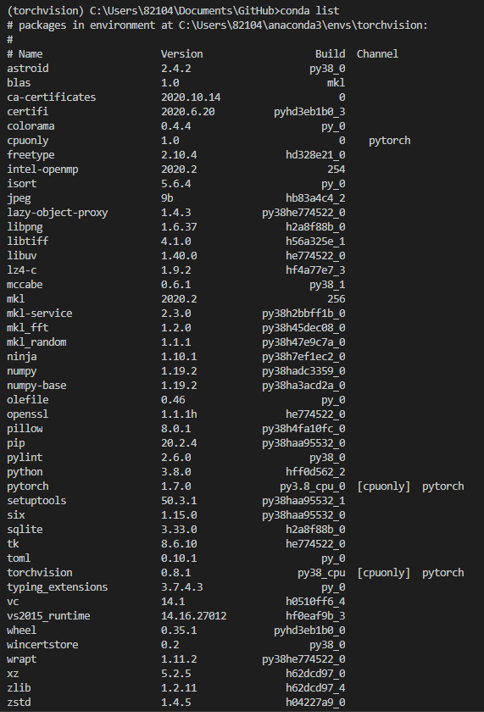 (torchvision) C:\Users\82104\Documents\GitHub>conda list
# packages in environment at C:\Users\82104\anaconda3\envs\torchvision:
#
# Name Version Build Channel
astroid 2.4.2 py38_0
blas 1.0 mkl
ca-certificates 2020.10.14 0
certifi 2020.6.20 pyhd3eb1b0_3
colorama 0.4.4 py_0
cpuonly 1.0 0 pytorch
freetype 2.10.4 hd328e21_0
intel-openmp 2020.2 254
isort 5.6.4 py_0
jpeg 9b hb83a4c4_2
lazy-object-proxy 1.4.3 py38he774522_0
libpng 1.6.37 h2a8f88b_0
libtiff 4.1.0 h56a325e_1
libuv 1.40.0 he774522_0
lz4-c 1.9.2 hf4a77e7_3
mccabe 0.6.1 py38_1
mkl 2020.2 256
mkl-service 2.3.0 py38h2bbff1b_0
mkl_fft 1.2.0 py38h45dec08_0
mkl_random 1.1.1 py38h47e9c7a_0
ninja 1.10.1 py38h7ef1ec2_0
numpy 1.19.2 py38hadc3359_0
numpy-base 1.19.2 py38ha3acd2a_0
olefile 0.46 py_0
openssl 1.1.1h he774522_0
pillow 8.0.1 py38h4fa10fc_0
pip 20.2.4 py38haa95532_0
pylint 2.6.0 py38_0
python 3.8.0 hff0d562_2
pytorch 1.7.0 py3.8_cpu_0 [cpuonly] pytorch
setuptools 50.3.1 py38haa95532_1
six 1.15.0 py38haa95532_0
sqlite 3.33.0 h2a8f88b_0
tk 8.6.10 he774522_0
toml 0.10.1 py_0
torchvision 0.8.1 py38_cpu [cpuonly] pytorch
typing_extensions 3.7.4.3 py_0
vc 14.1 h0510ff6_4
vs2015_runtime 14.16.27012 hf0eaf9b_3
wheel 0.35.1 pyhd3eb1b0_0
wincertstore 0.2 py38_0
wrapt 1.11.2 py38he774522_0
xz 5.2.5 h62dcd97_0
zlib 1.2.11 h62dcd97_4
zstd 1.4.5 h04227a9_0